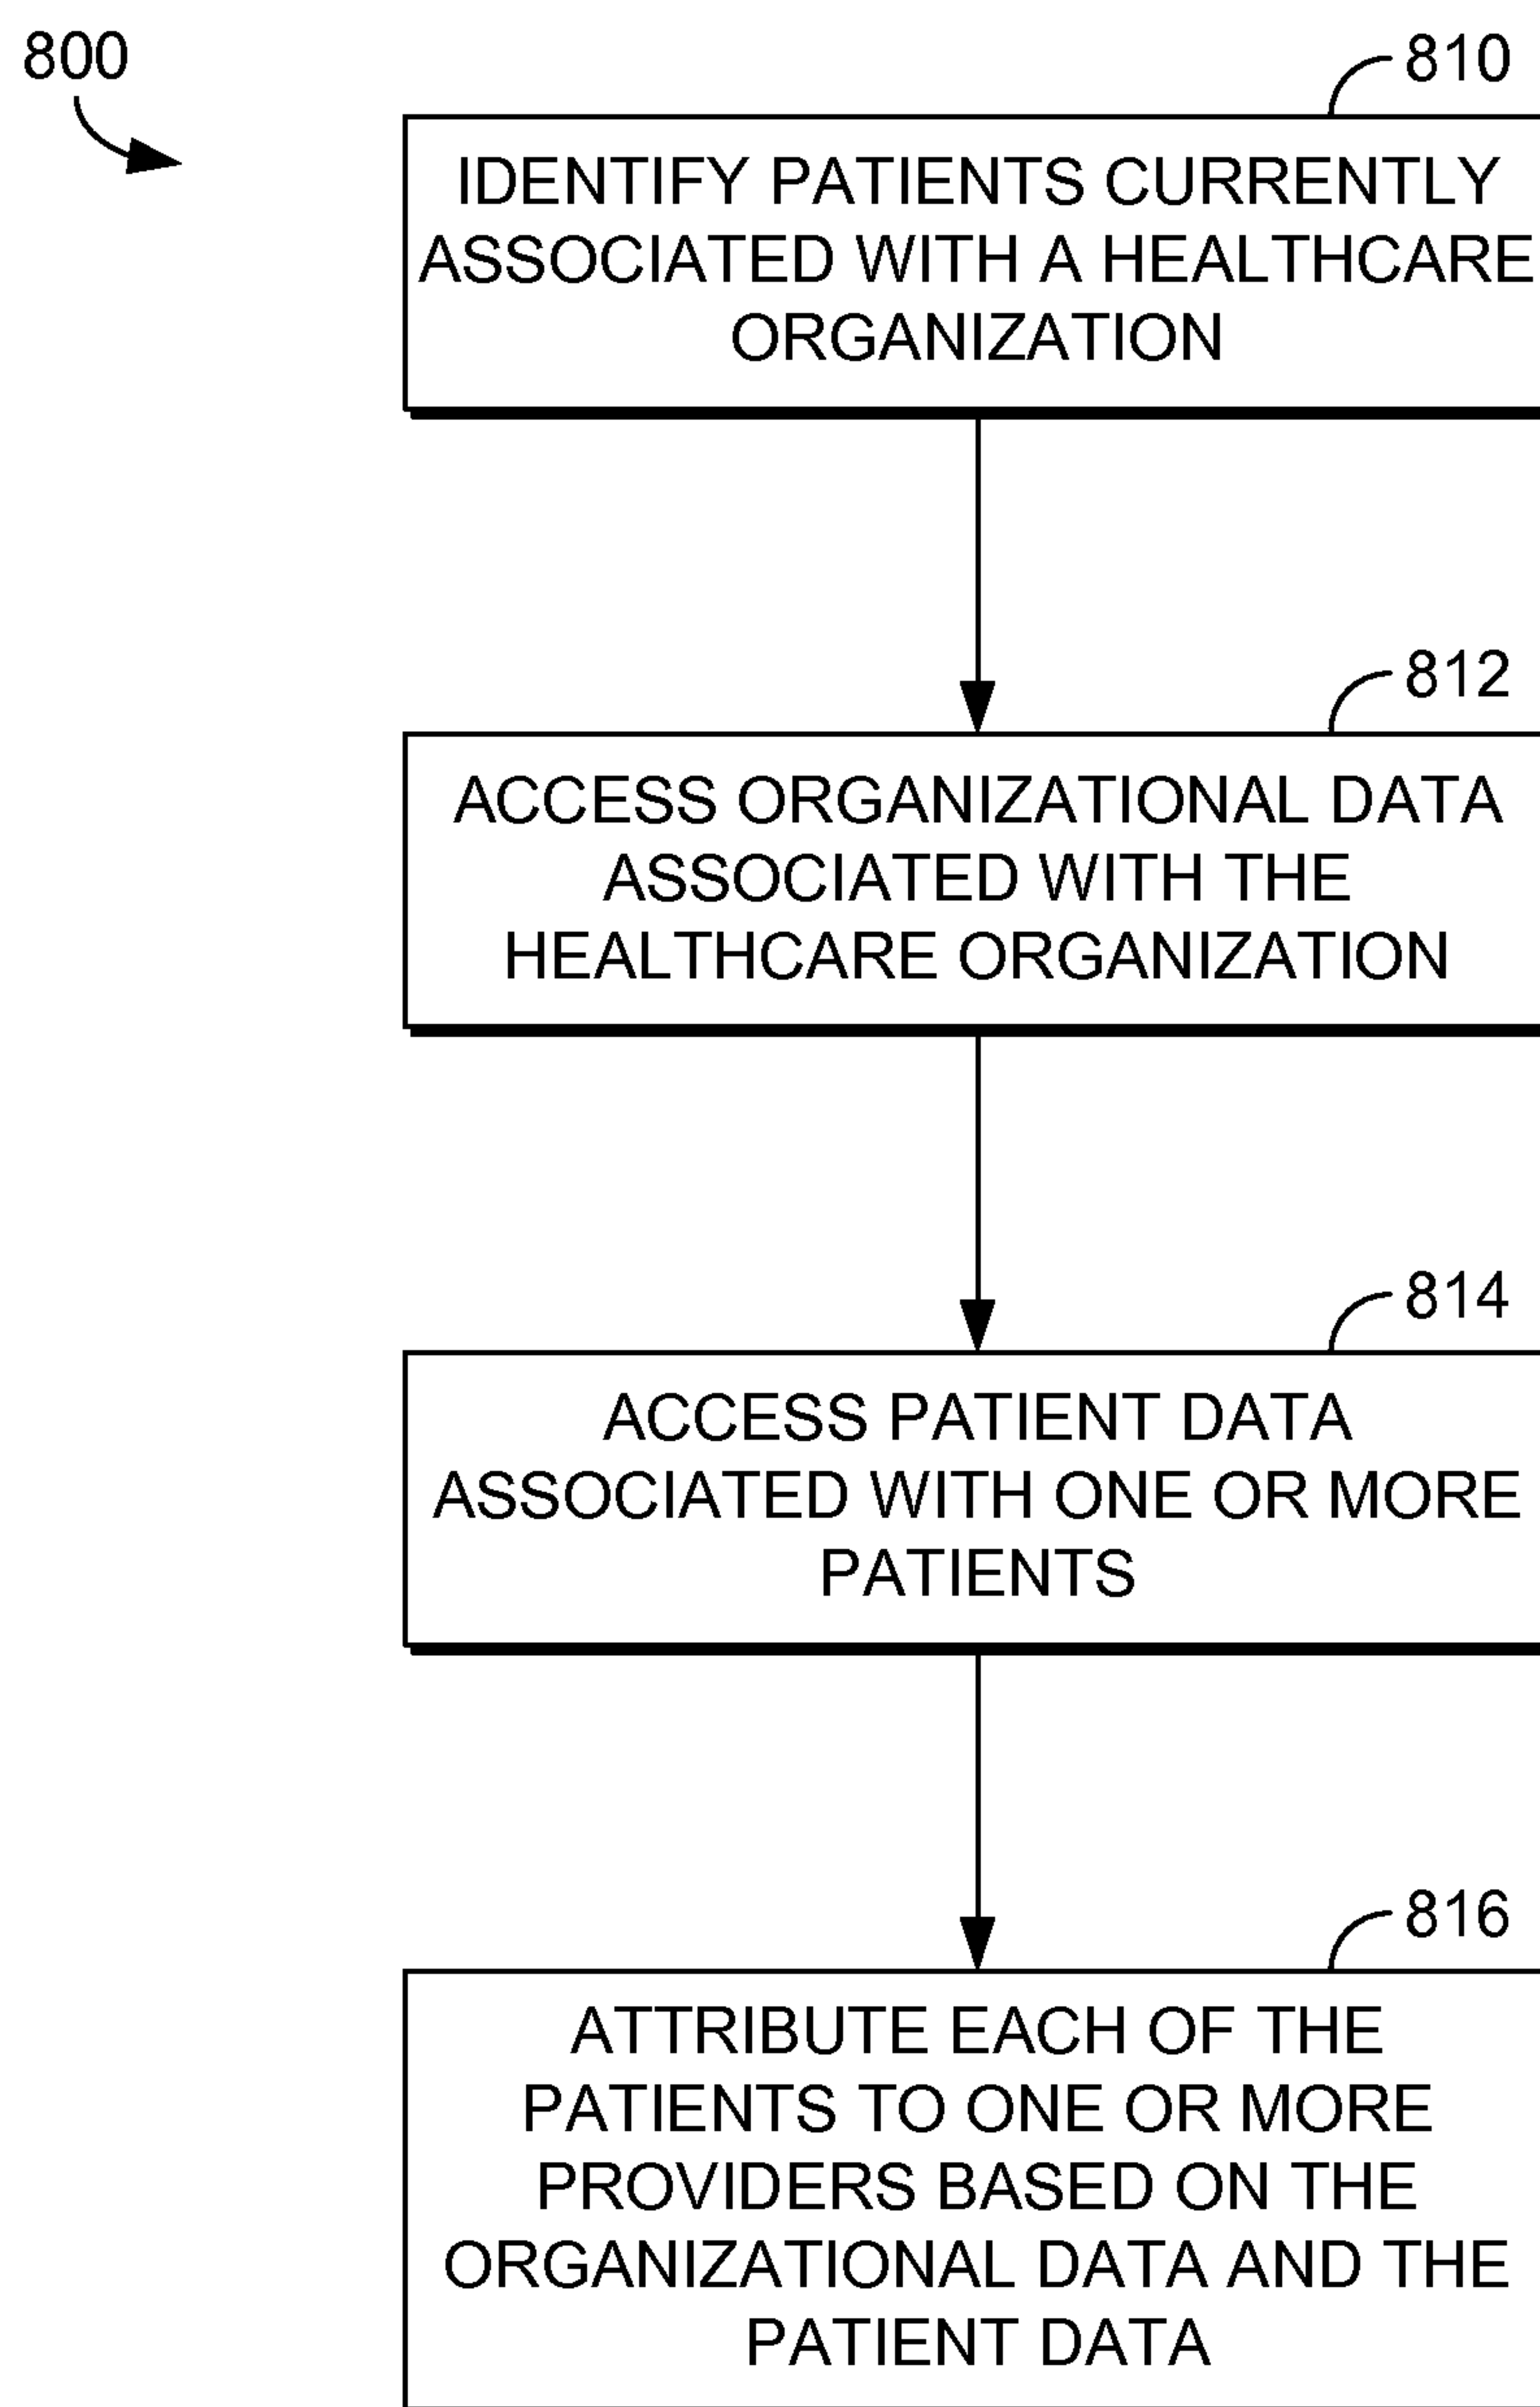 800
810
IDENTIFY PATIENTS CURRENTLY
ASSOCIATED WITH A HEALTHCARE
ORGANIZATION
812
ACCESS ORGANIZATIONAL DATA
ASSOCIATED WITH THE
HEALTHCARE ORGANIZATION
814
ACCESS PATIENT DATA
ASSOCIATED WITH ONE OR MORE
PATIENTS
816
ATTRIBUTE EACH OF THE
PATIENTS TO ONE OR MORE
PROVIDERS BASED ON THE
ORGANIZATIONAL DATA AND THE
PATIENT DATA